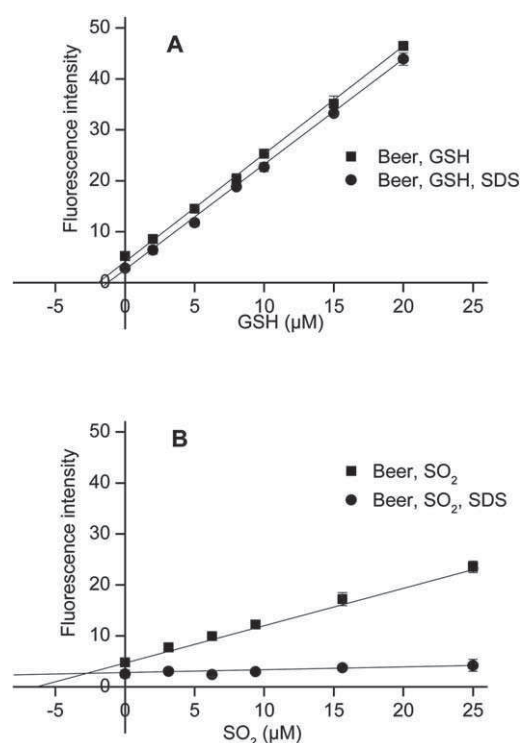 A
Fluorescence intensity
50
40
30
20
10
0
Beer, GSH
Beer, GSH, SDS
-5 0 5 10 15 20 25
GSH (µM)
B
Fluorescence intensity
50
40
30
20
10
0
Beer, SO₂
Beer, SO₂, SDS
-5 0 5 10 15 20 25
SO₂ (µM)